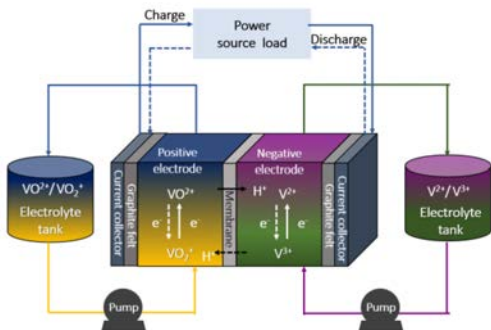 Charge
Power
source load
Discharge
Positive
electrode
Negative
electrode
VO²⁺/VO₂⁺
Electrolyte
tank
Current collector
Graphite felt
VO²⁺
e⁻
e⁻
VO₂⁺
H⁺
Membrane
H⁺
V²⁺
e⁻
e⁻
V³⁺
Graphite felt
Current collector
V²⁺/V³⁺
Electrolyte
tank
Pump
Pump